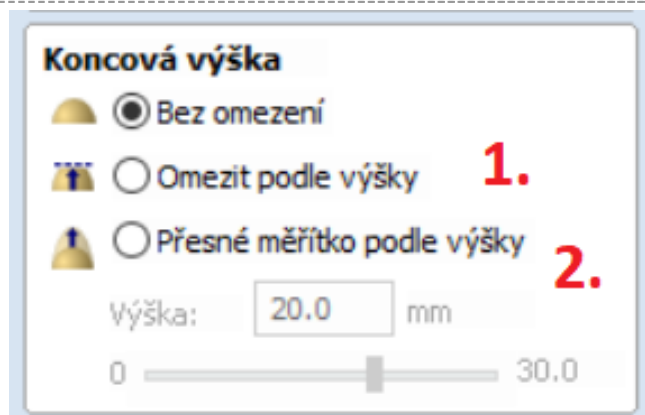 Koncová výška
Bez omezení
Omezit podle výšky 1.
Přesné měřítko podle výšky 2.
Výška: 20.0 mm
0 30.0